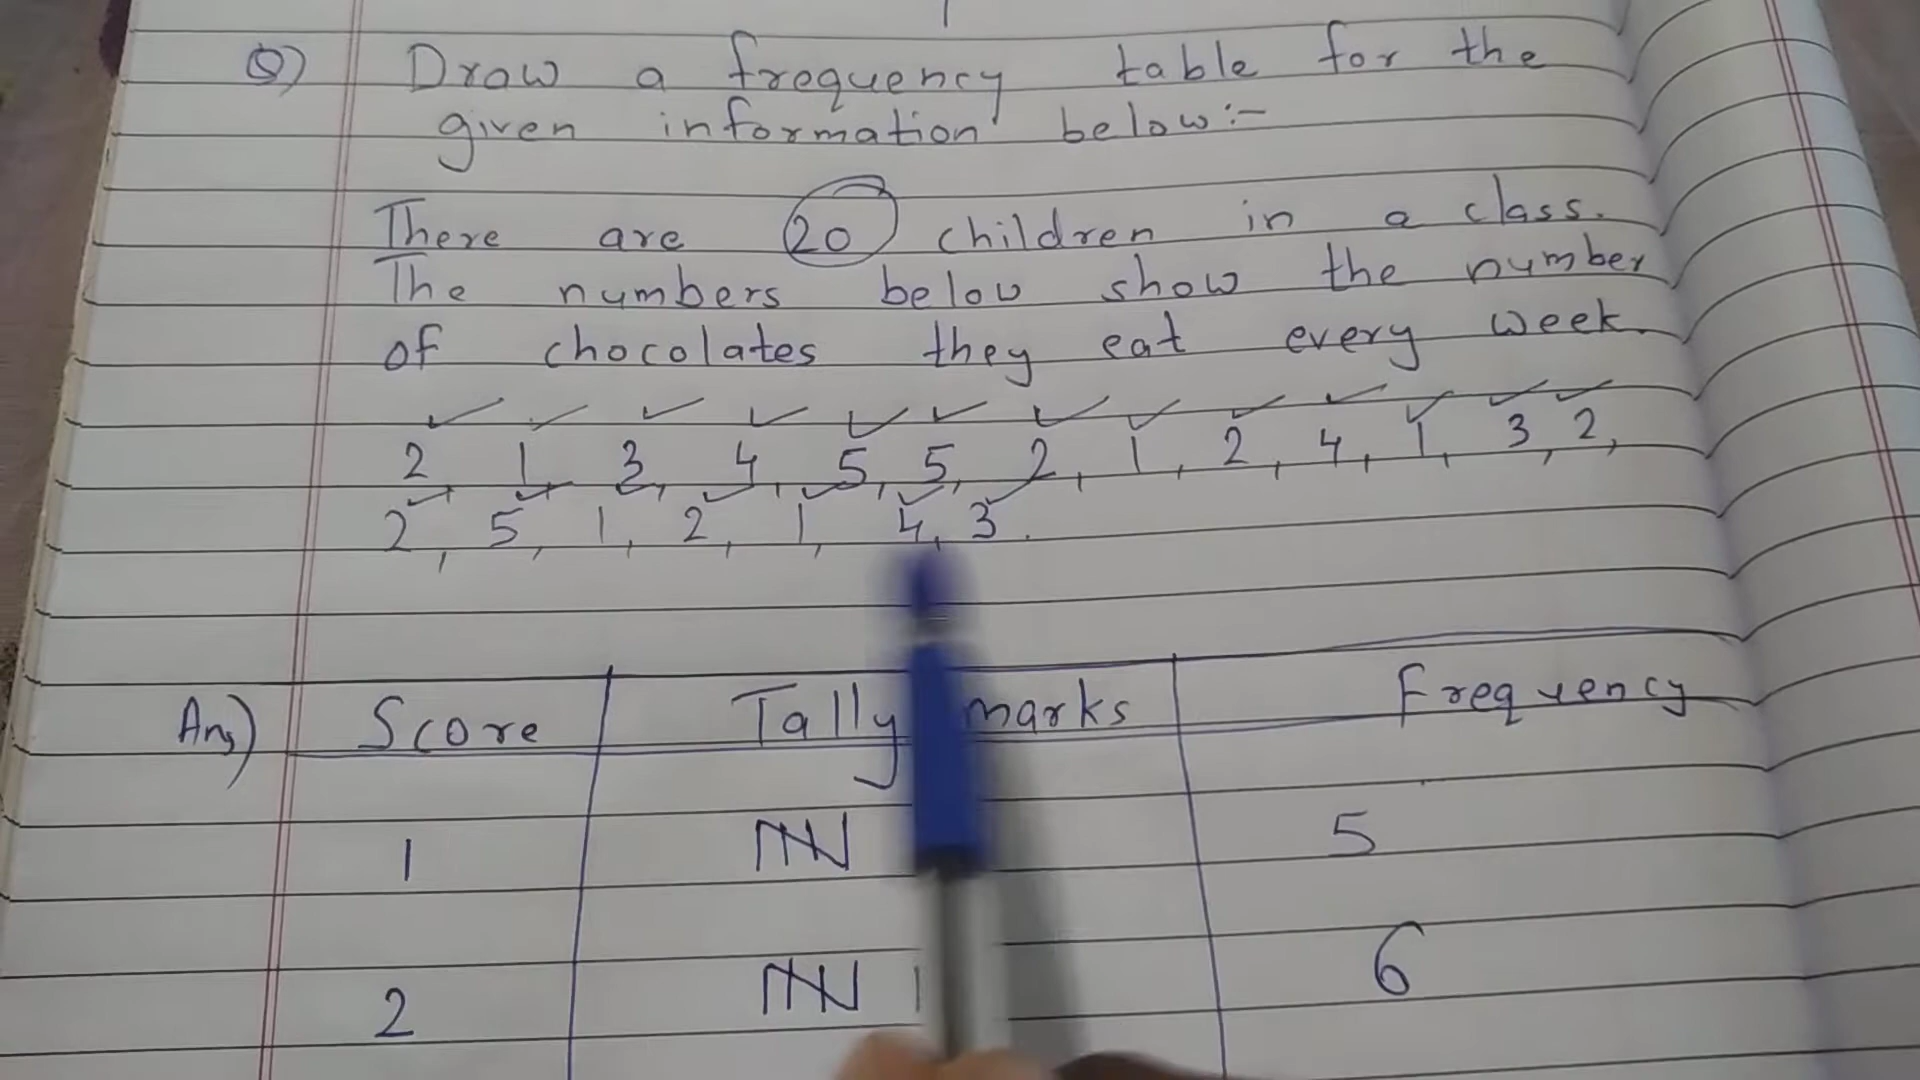 Q) Draw a frequency table for the
given information below:-
There are 20 children in a class.
The numbers below show the number
of chocolates they eat every week.
2, 1, 3, 4, 5, 5, 2, 1, 2, 4, 1, 3, 2,
2, 5, 1, 2, 1, 4, 3.
Ans) Score Tally marks Frequency
1 5
2 6